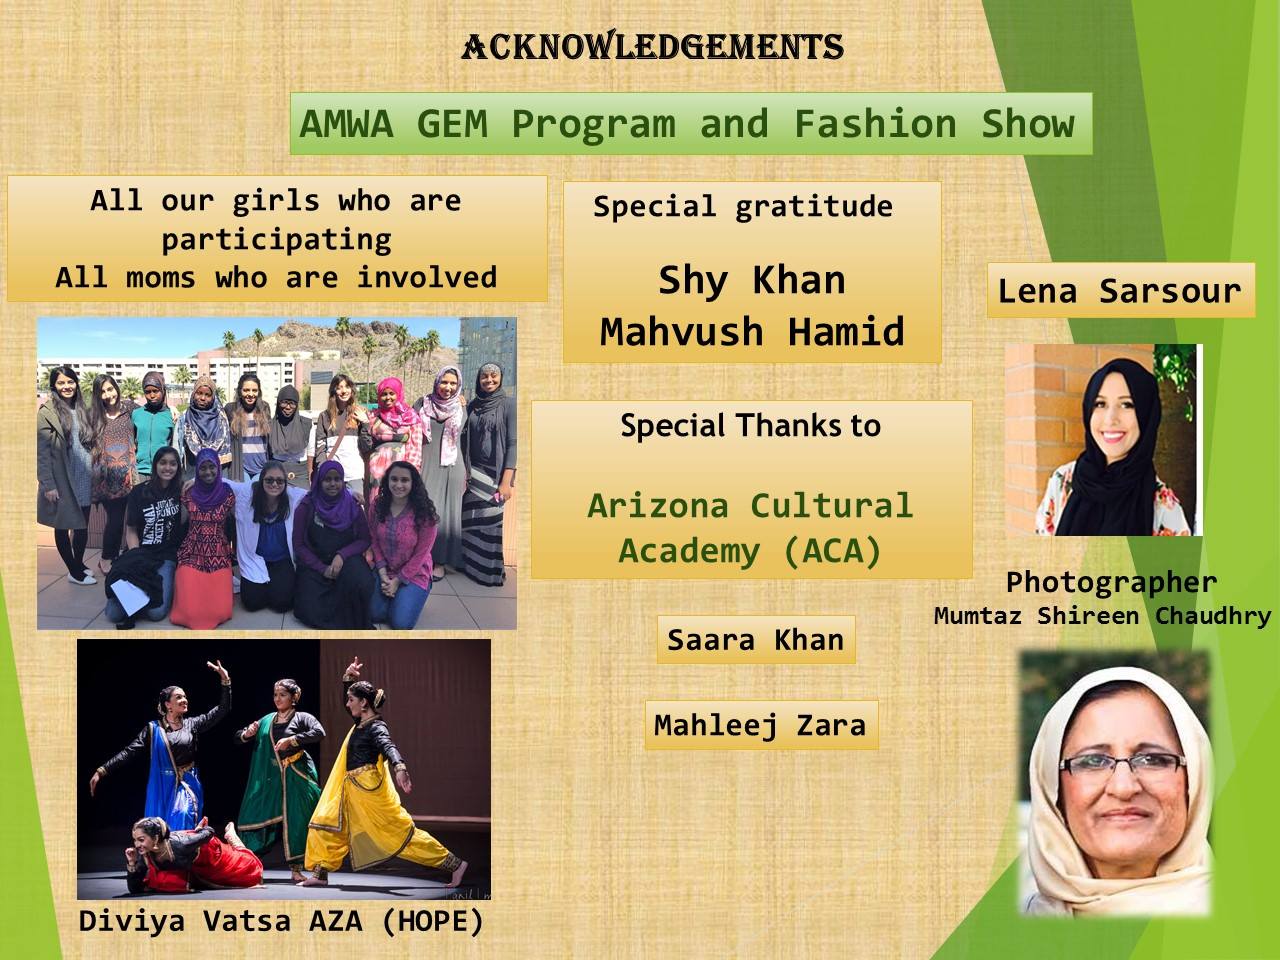 ACKNOWLEDGEMENTS
AMWA GEM Program and Fashion Show
All our girls who are
participating
All moms who are involved
Special gratitude
Shy Khan
Mahvush Hamid
Lena Sarsour
Special Thanks to
Arizona Cultural
Academy (ACA)
Photographer
Mumtaz Shireen Chaudhry
Saara Khan
Mahleej Zara
Diviya Vatsa AZA (HOPE)